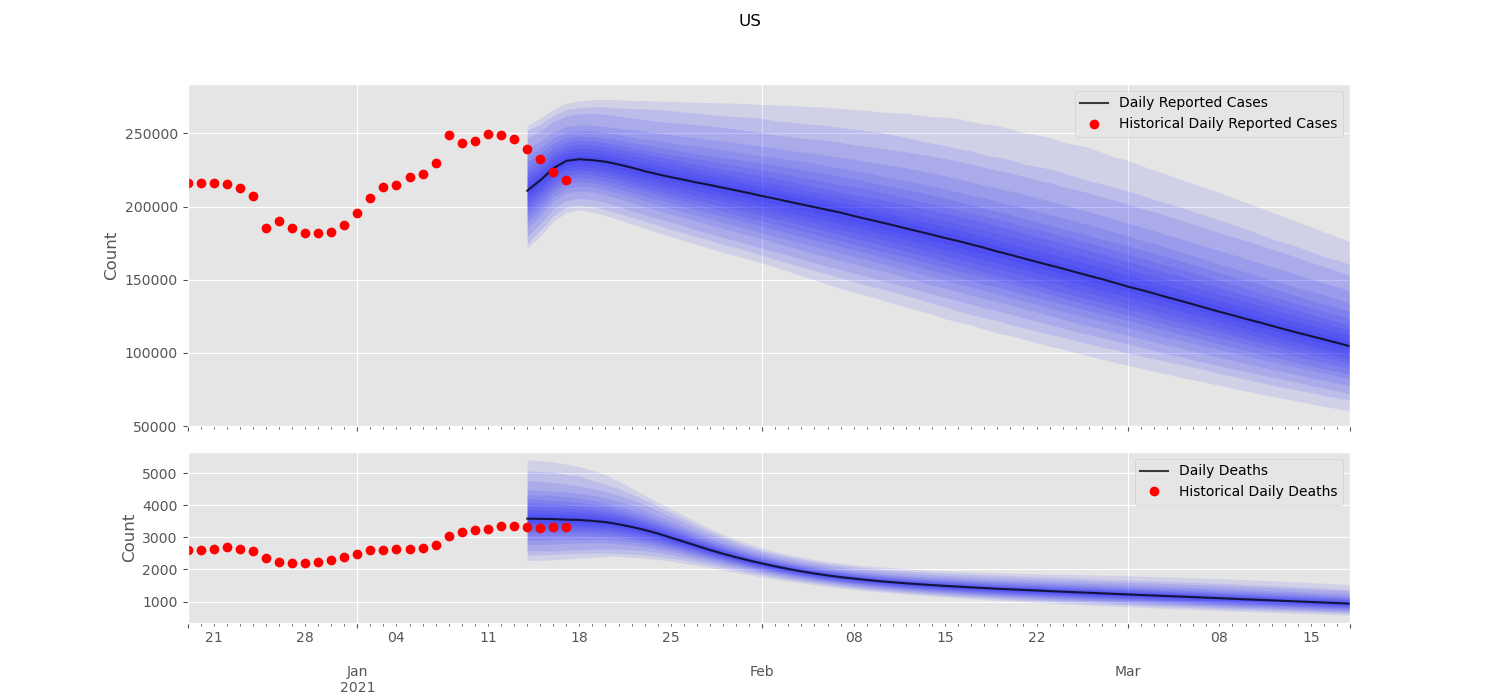 US
Daily Reported Cases
Historical Daily Reported Cases
250000
200000
150000
100000
50000
Count
Daily Deaths
Historical Daily Deaths
5000
4000
3000
2000
1000
Count
21 28 04 11 18 25 08 15 22 08 15
Jan Feb Mar
2021